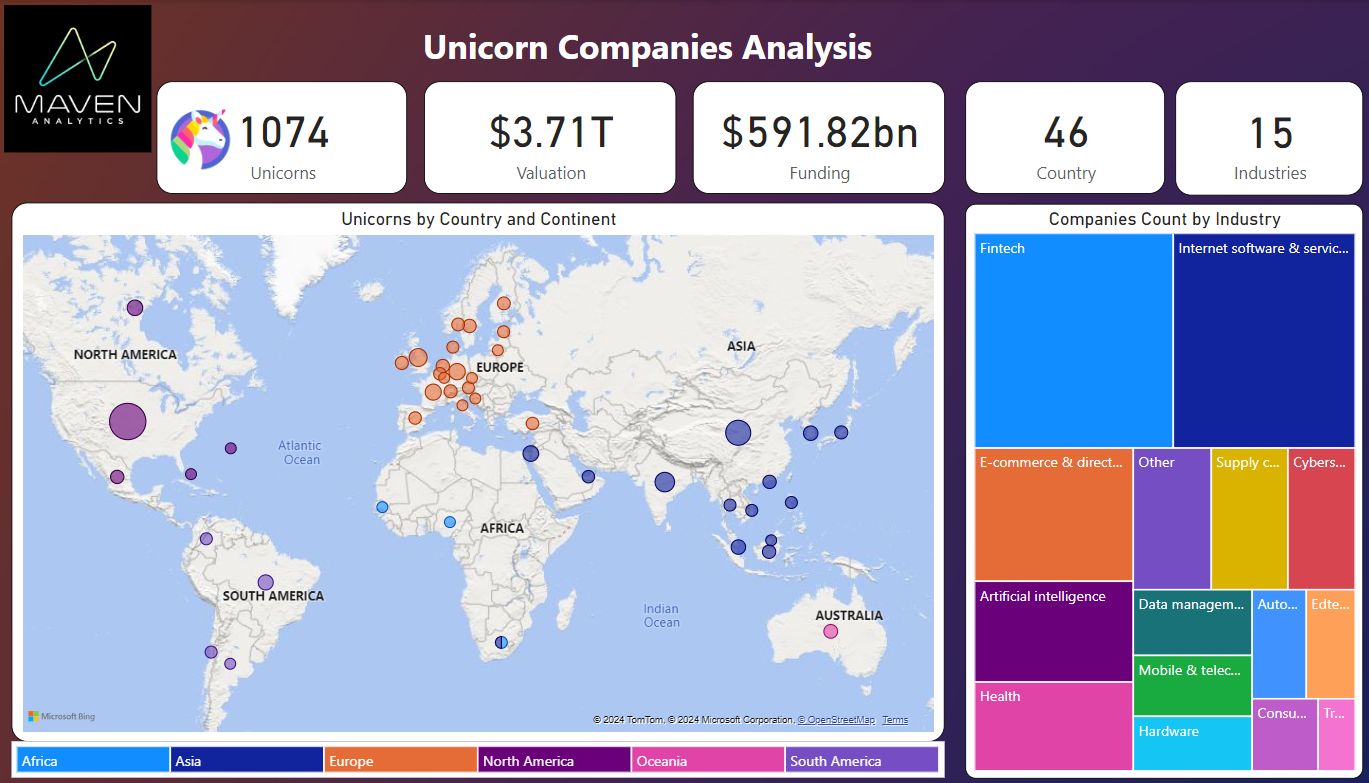 MAVEN
ANALYTICS
Unicorn Companies Analysis
1074
Unicorns
$3.71T
Valuation
$591.82bn
Funding
46
Country
15
Industries
Unicorns by Country and Continent
NORTH AMERICA
EUROPE
ASIA
Atlantic
Ocean
AFRICA
SOUTH AMERICA
Indian
Ocean
AUSTRALIA
Microsoft Bing
© 2024 TomTom, © 2024 Microsoft Corporation, © OpenStreetMap Terms
Africa
Asia
Europe
North America
Oceania
South America
Companies Count by Industry
Fintech
Internet software & servic...
E-commerce & direct...
Other
Supply c...
Cybers...
Artificial intelligence
Data managem...
Auto...
Edte...
Mobile & telec...
Health
Hardware
Consu...
Tr...